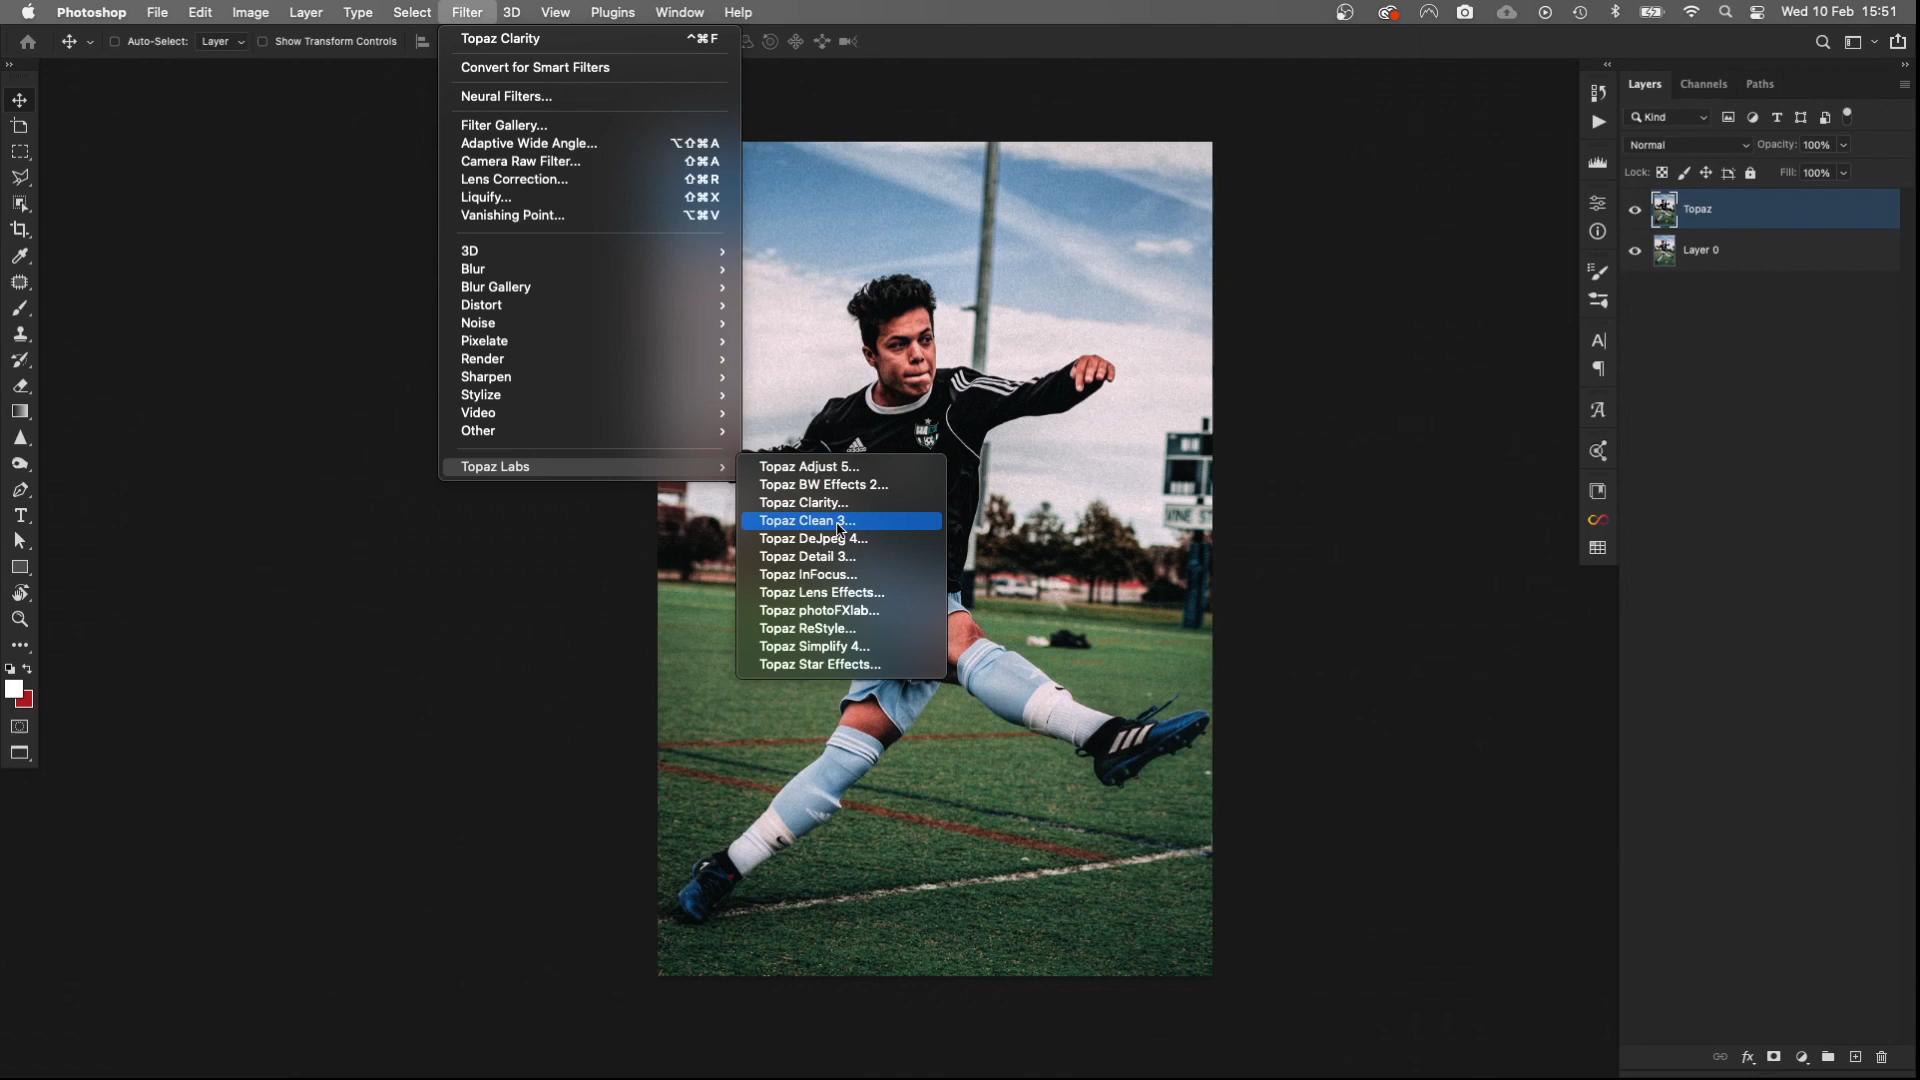 Photoshop File Edit Image Layer Type Select Filter 3D View Plugins Window Help Wed 10 Feb 15:51
Auto-Select: Layer Show Transform Controls
Topaz Clarity ^⌘F
Convert for Smart Filters
Neural Filters...
Filter Gallery...
Adaptive Wide Angle... ⌥⇧⌘A
Camera Raw Filter... ⇧⌘A
Lens Correction... ⇧⌘R
Liquify... ⇧⌘X
Vanishing Point... ⌥⌘V
3D
Blur
Blur Gallery
Distort
Noise
Pixelate
Render
Sharpen
Stylize
Video
Other
Topaz Labs
Topaz Adjust 5...
Topaz BW Effects 2...
Topaz Clarity...
Topaz Clean 3...
Topaz DeJpeg 4...
Topaz Detail 3...
Topaz InFocus...
Topaz Lens Effects...
Topaz photoFXlab...
Topaz ReStyle...
Topaz Simplify 4...
Topaz Star Effects...
adidas
VINE ST
Layers Channels Paths
Kind
Normal Opacity: 100%
Lock: Fill: 100%
Topaz
Layer 0